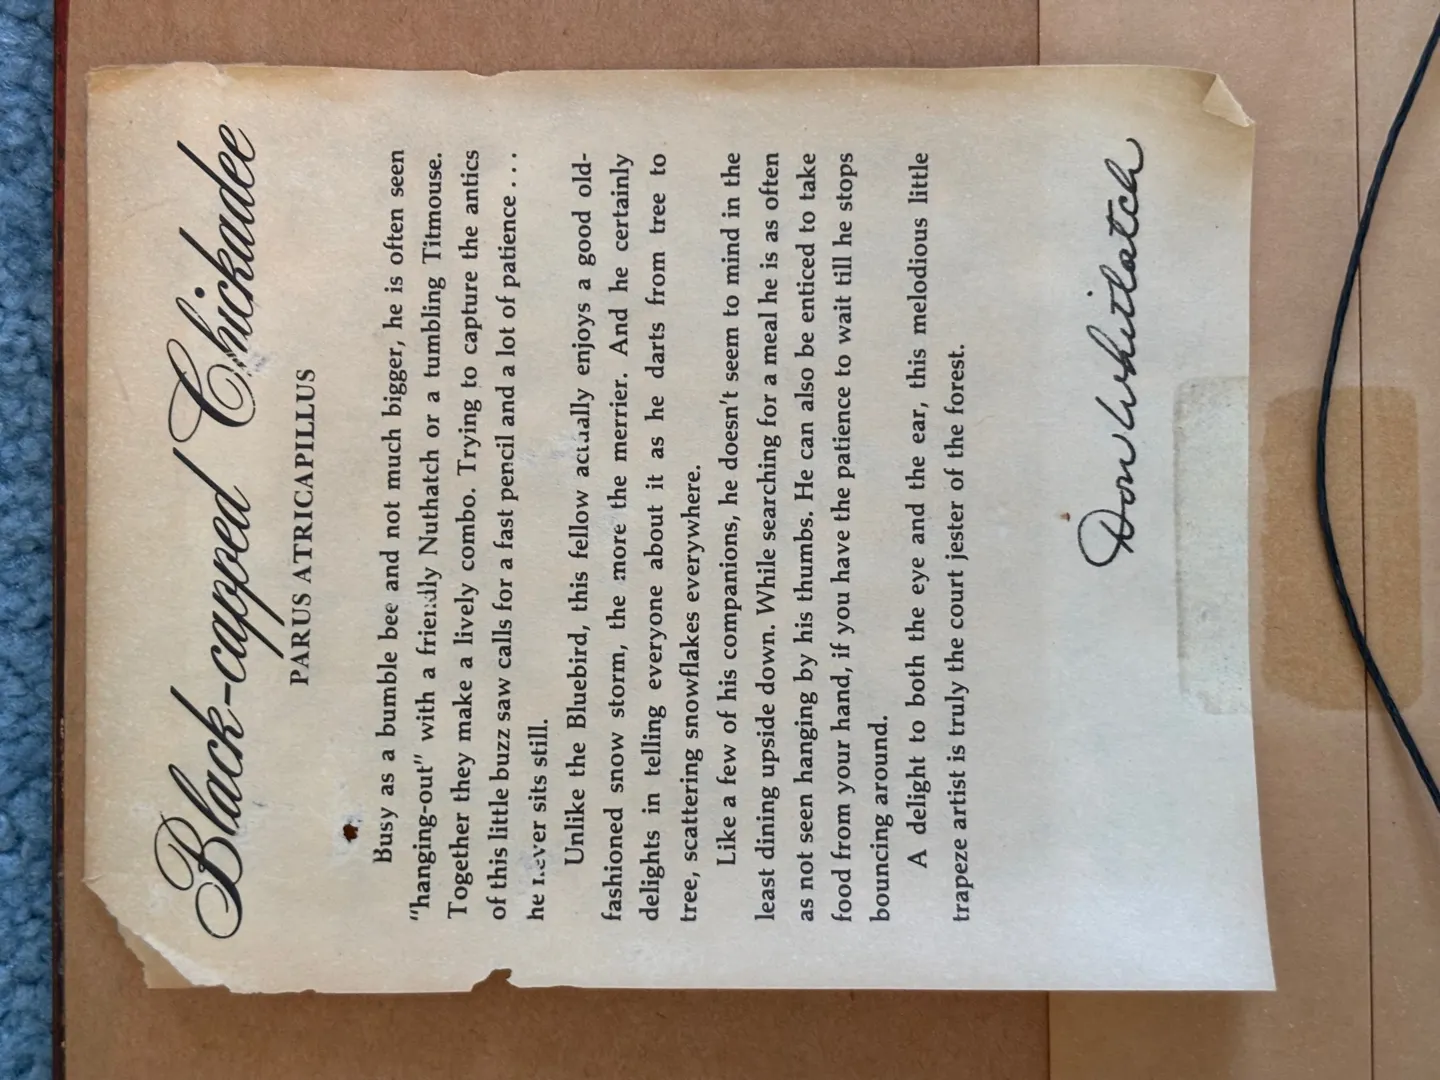 Black-capped Chickadee
PARUS ATRICAPILLUS
Busy as a bumble bee and not much bigger, he is often seen
"hanging-out" with a friendly Nuthatch or a tumbling Titmouse.
Together they make a lively combo. Trying to capture the antics
of this little buzz saw calls for a fast pencil and a lot of patience . . .
he never sits still.
Unlike the Bluebird, this fellow actually enjoys a good old-
fashioned snow storm, the more the merrier. And he certainly
delights in telling everyone about it as he darts from tree to
tree, scattering snowflakes everywhere.
Like a few of his companions, he doesn't seem to mind in the
least dining upside down. While searching for a meal he is as often
as not seen hanging by his thumbs. He can also be enticed to take
food from your hand, if you have the patience to wait till he stops
bouncing around.
A delight to both the eye and the ear, this melodious little
trapeze artist is truly the court jester of the forest.
Don Whitlatch